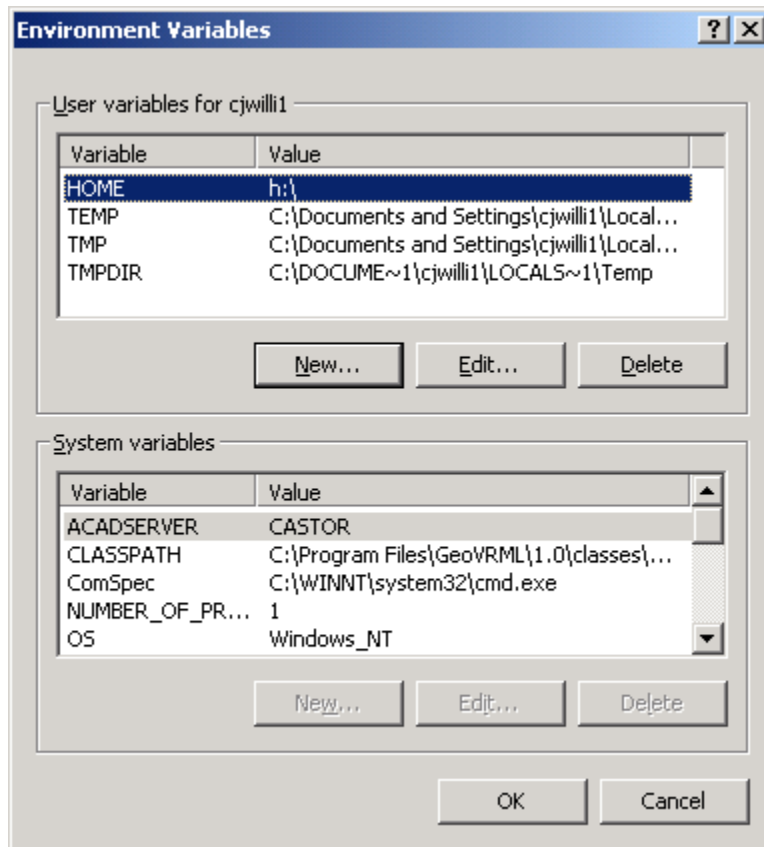 Environment Variables
User variables for cjwilli1
Variable Value
HOME h:\
TEMP C:\Documents and Settings\cjwilli1\Local...
TMP C:\Documents and Settings\cjwilli1\Local...
TMPDIR C:\DOCUME~1\cjwilli1\LOCALS~1\Temp
New... Edit... Delete
System variables
Variable Value
ACADSERVER CASTOR
CLASSPATH C:\Program Files\GeoVRML\1.0\classes\...
ComSpec C:\WINNT\system32\cmd.exe
NUMBER_OF_PR... 1
OS Windows_NT
New... Edit... Delete
OK Cancel